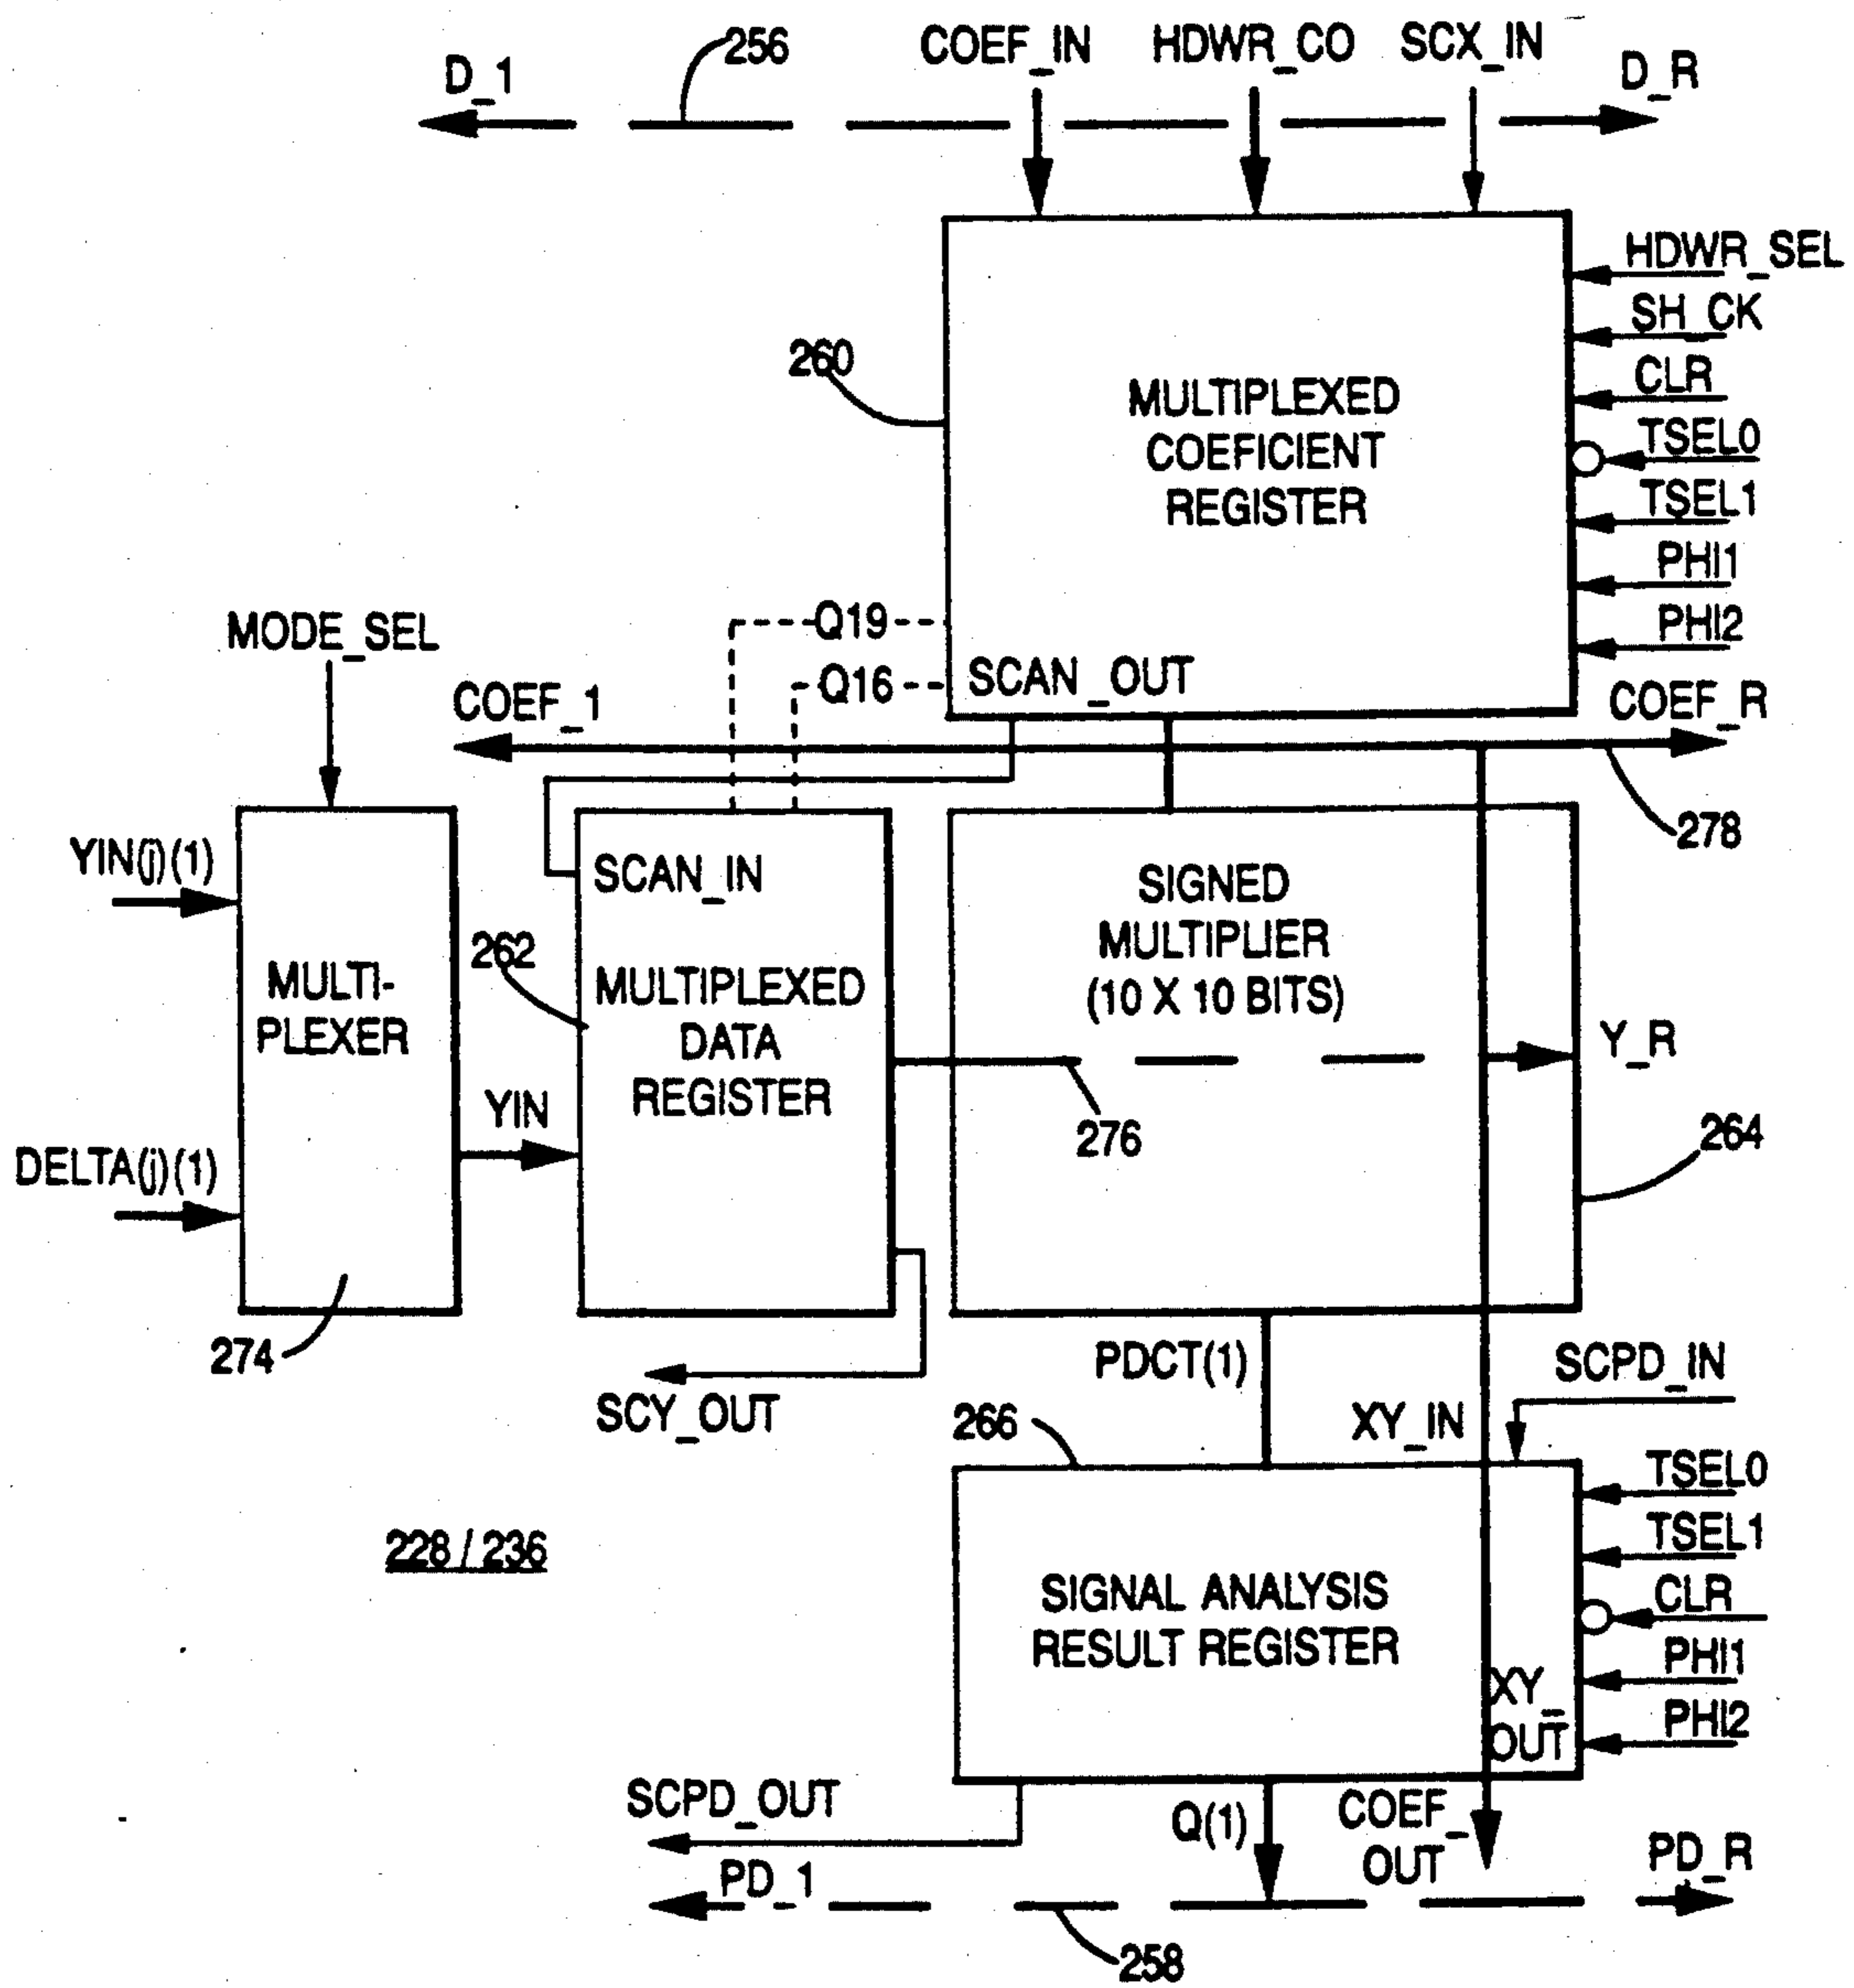 256
COEF_IN
HDWR_CO
SCX_IN
D_1
D_R
HDWR_SEL
SH_CK
CLR
TSEL0
TSEL1
PHI1
PHI2
260
MULTIPLEXED
COEFICIENT
REGISTER
Q19
Q16
SCAN_OUT
MODE_SEL
COEF_1
COEF_R
278
YIN(j)(1)
DELTA(j)(1)
MULTI-
PLEXER
274
YIN
262
SCAN_IN
MULTIPLEXED
DATA
REGISTER
SIGNED
MULTIPLIER
(10 X 10 BITS)
276
Y_R
264
SCY_OUT
PDCT(1)
XY_IN
SCPD_IN
266
TSEL0
TSEL1
CLR
PHI1
PHI2
228 / 236
SIGNAL ANALYSIS
RESULT REGISTER
XY_
OUT
SCPD_OUT
Q(1)
COEF_
OUT
PD_1
PD_R
258